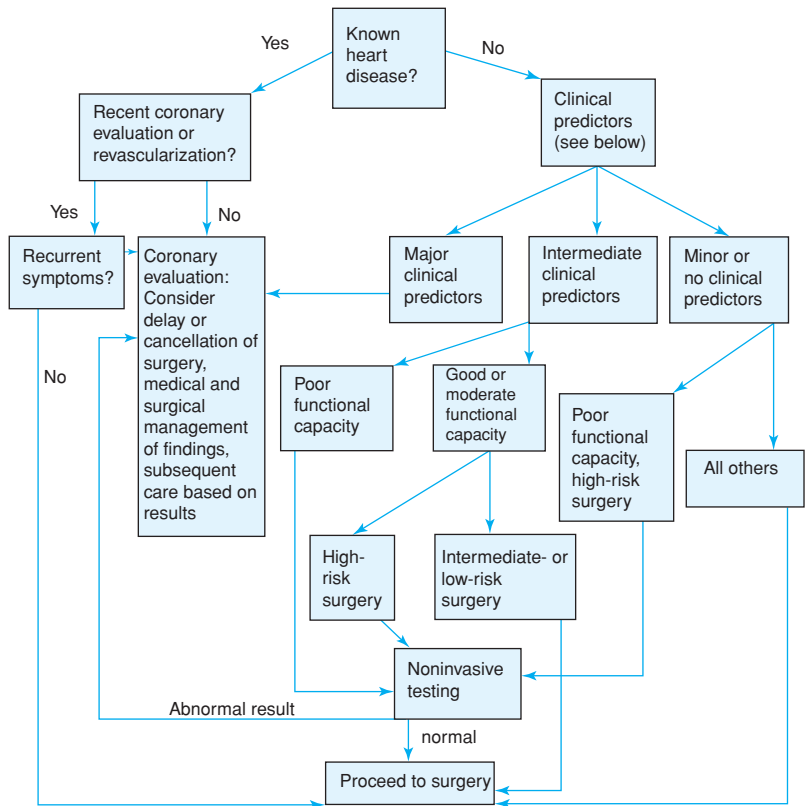 Known
heart
disease?
Yes
No
Recent coronary
evaluation or
revascularization?
Clinical
predictors
(see below)
Yes
No
Recurrent
symptoms?
Coronary
evaluation:
Consider
delay or
cancellation of
surgery,
medical and
surgical
management
of findings,
subsequent
care based on
results
Major
clinical
predictors
Intermediate
clinical
predictors
Minor or
no clinical
predictors
No
Poor
functional
capacity
Good or
moderate
functional
capacity
Poor
functional
capacity,
high-risk
surgery
All others
High-
risk
surgery
Intermediate- or
low-risk
surgery
Noninvasive
testing
Abnormal result
normal
Proceed to surgery